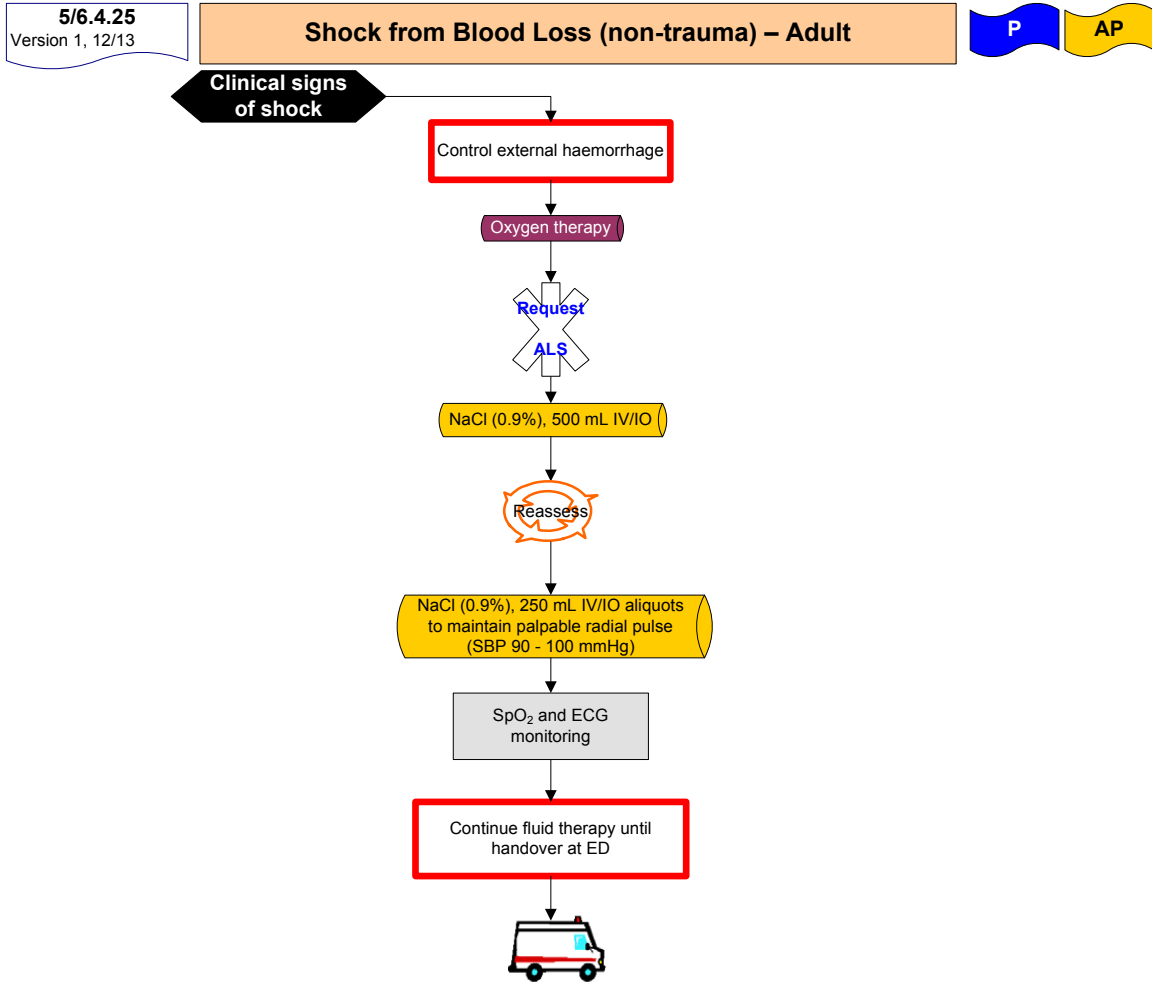 5/6.4.25
Version 1, 12/13
Shock from Blood Loss (non-trauma) – Adult
P
AP
Clinical signs
of shock
Control external haemorrhage
Oxygen therapy
Request
ALS
NaCl (0.9%), 500 mL IV/IO
Reassess
NaCl (0.9%), 250 mL IV/IO aliquots
to maintain palpable radial pulse
(SBP 90 - 100 mmHg)
SpO₂ and ECG
monitoring
Continue fluid therapy until
handover at ED